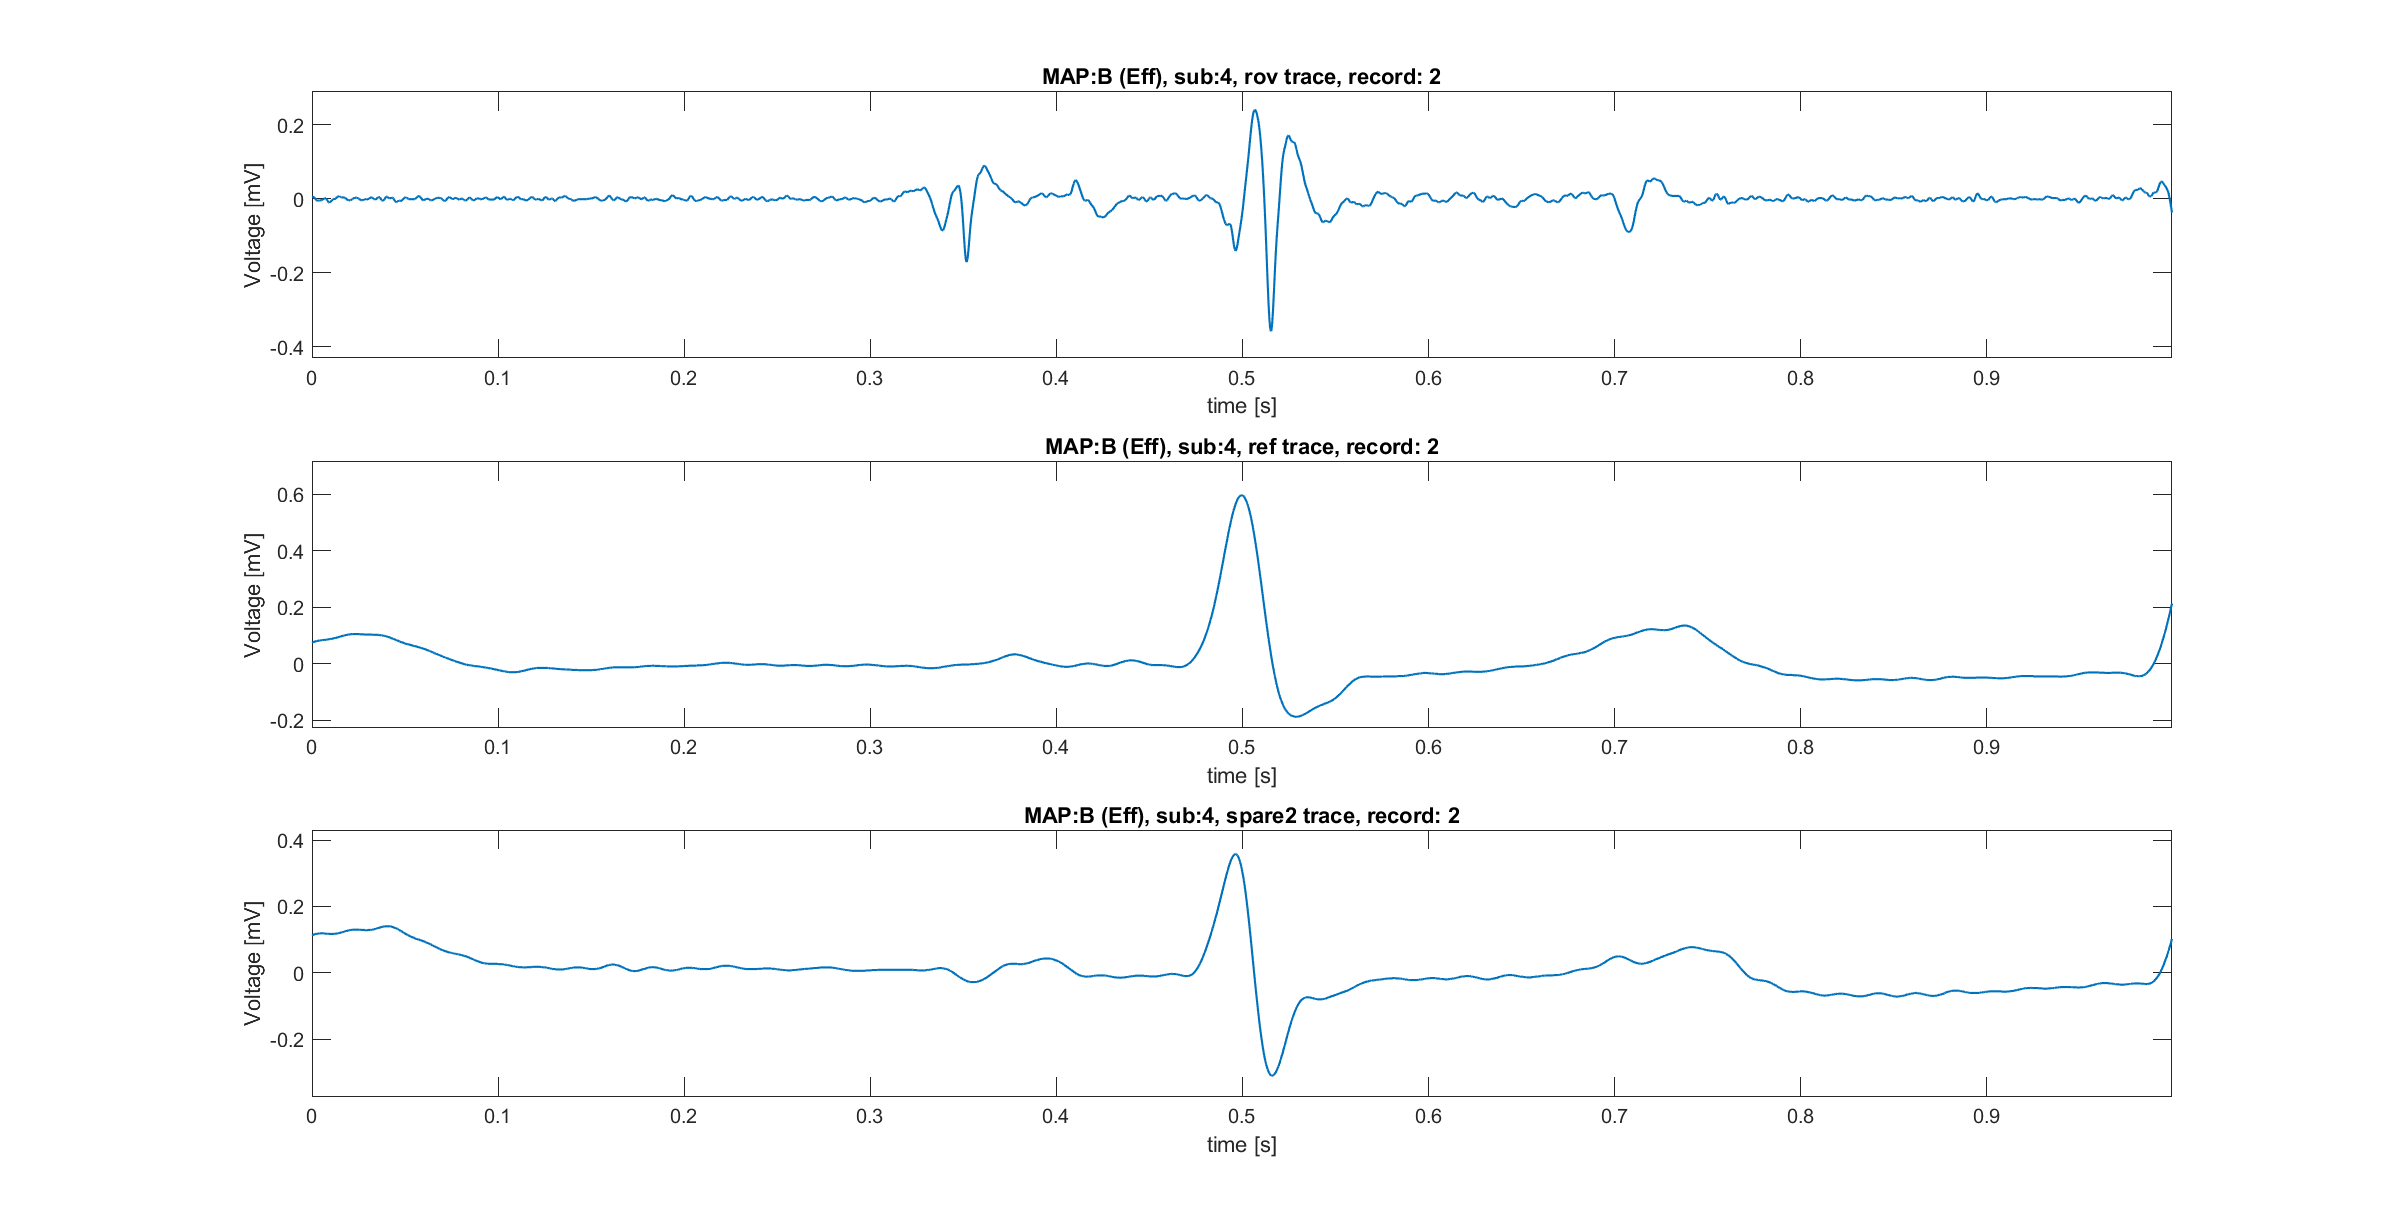 MAP:B (Eff), sub:4, rov trace, record: 2
Voltage [mV]
0.2
0
-0.2
-0.4
0 0.1 0.2 0.3 0.4 0.5 0.6 0.7 0.8 0.9
time [s]
MAP:B (Eff), sub:4, ref trace, record: 2
Voltage [mV]
0.6
0.4
0.2
0
-0.2
0 0.1 0.2 0.3 0.4 0.5 0.6 0.7 0.8 0.9
time [s]
MAP:B (Eff), sub:4, spare2 trace, record: 2
Voltage [mV]
0.4
0.2
0
-0.2
0 0.1 0.2 0.3 0.4 0.5 0.6 0.7 0.8 0.9
time [s]